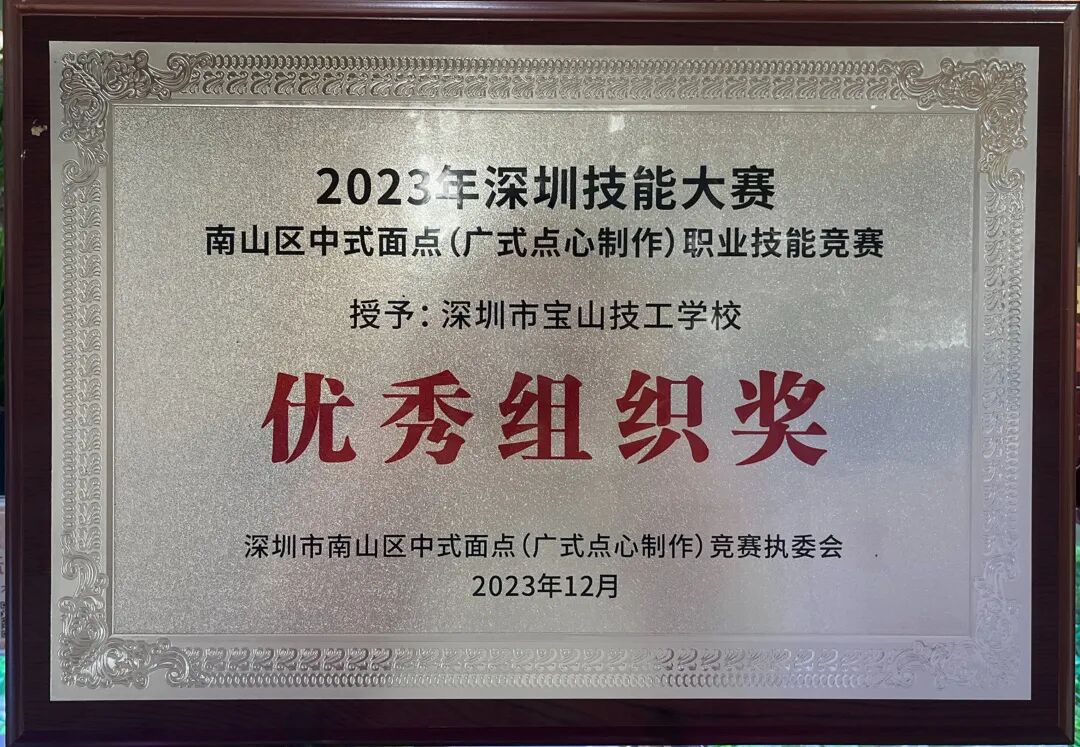 2023年深圳技能大赛
南山区中式面点（广式点心制作）职业技能竞赛
授予：深圳市宝山技工学校
优秀组织奖
深圳市南山区中式面点（广式点心制作）竞赛执委会
2023年12月